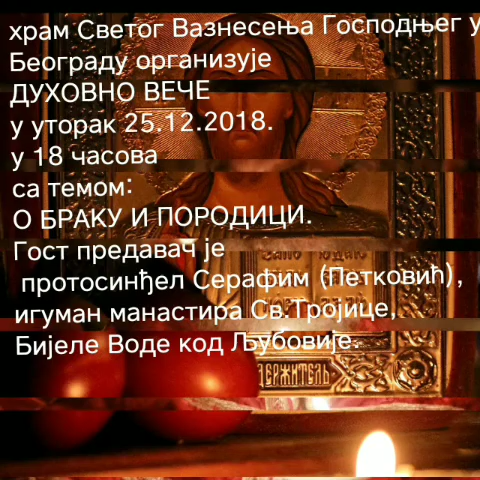 храм Светог Вазнесења Господњег у
Београду организује
ДУХОВНО ВЕЧЕ
у уторак 25.12.2018.
у 18 часова
са темом:
О БРАКУ И ПОРОДИЦИ.
Гост предавач је
протосинђел Серафим (Петковић),
игуман манастира Св.Тројице,
Бијеле Воде код Љубовије.
ДЕРЖИТЕЛЬ